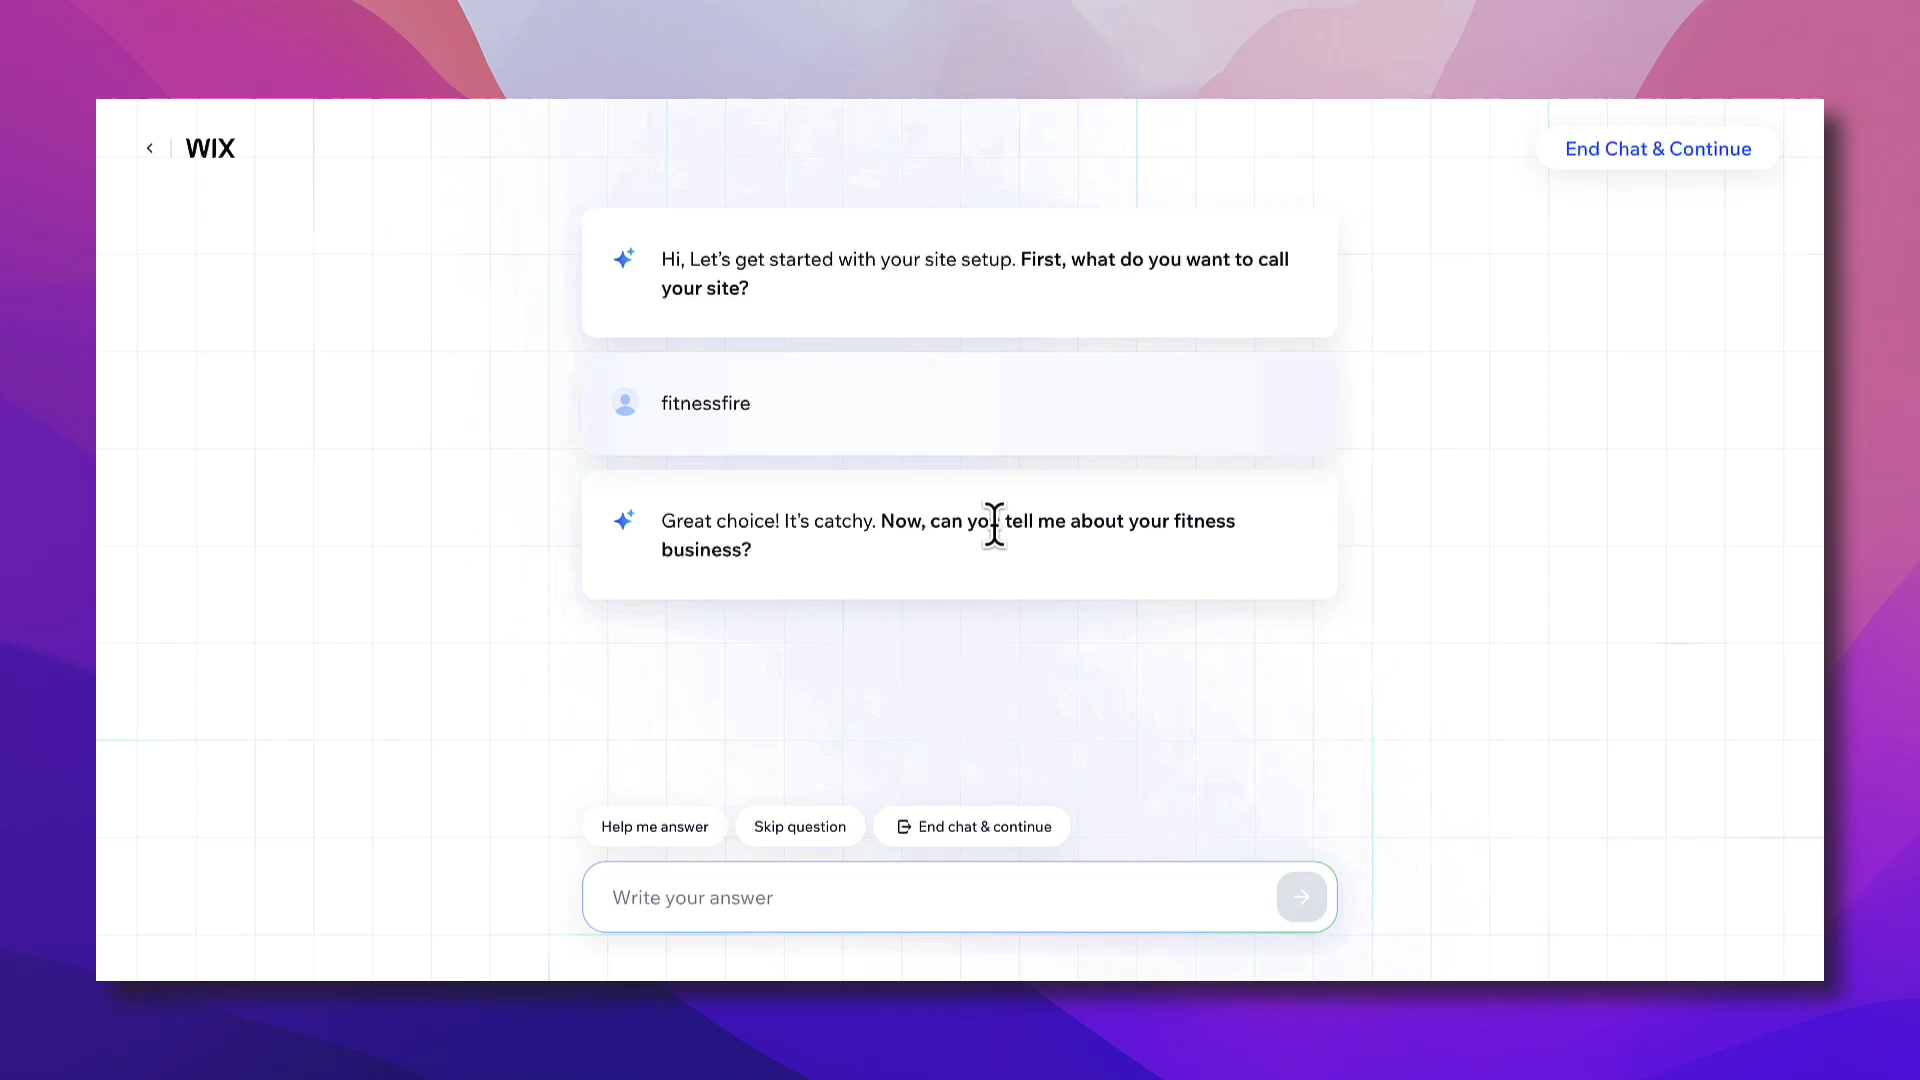 WIX
End Chat & Continue
Hi, Let's get started with your site setup. First, what do you want to call
your site?
fitnessfire
Great choice! It's catchy. Now, can you tell me about your fitness
business?
Help me answer
Skip question
End chat & continue
Write your answer